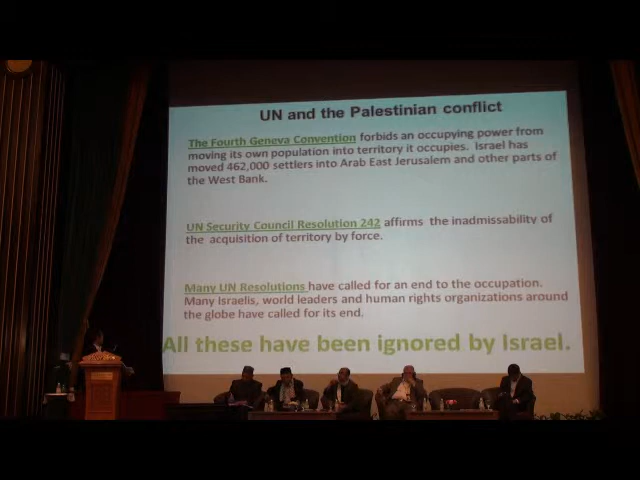 UN and the Palestinian conflict
The Fourth Geneva Convention forbids an occupying power from
moving its own population into territory it occupies. Israel has
moved 462,000 settlers into Arab East Jerusalem and other parts of
the West Bank.
UN Security Council Resolution 242 affirms the inadmissability of
the acquisition of territory by force.
Many UN Resolutions have called for an end to the occupation.
Many Israelis, world leaders and human rights organizations around
the globe have called for its end.
All these have been ignored by Israel.